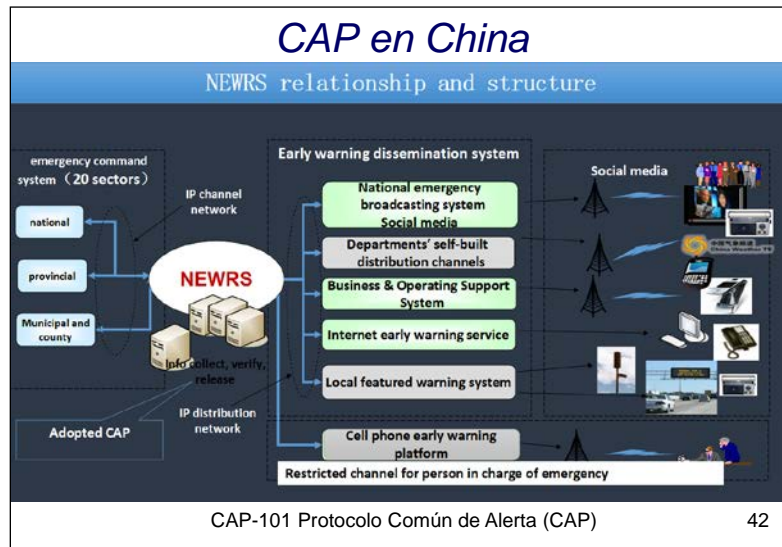 CAP en China
NEWRS relationship and structure
emergency command
system（20 sectors）
IP channel
network
national
provincial
Municipal and
county
NEWRS
Info collect, verify,
release
Adopted CAP
IP distribution
network
Early warning dissemination system
National emergency
broadcasting system
Social media
Departments' self-built
distribution channels
Business & Operating Support
System
Internet early warning service
Local featured warning system
Cell phone early warning
platform
Restricted channel for person in charge of emergency
Social media
China Weather TV
CAP-101 Protocolo Común de Alerta (CAP)
42